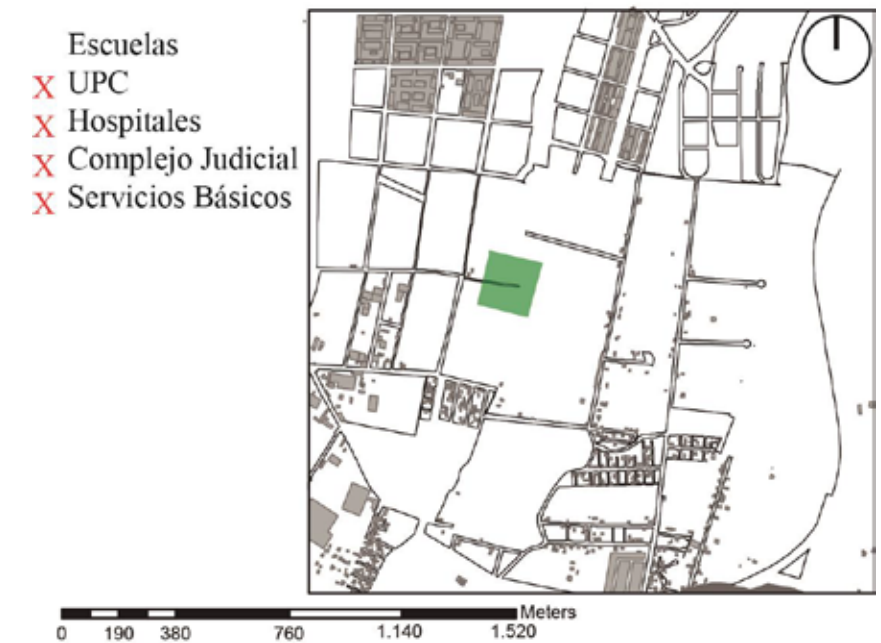 Escuelas
X UPC
X Hospitales
X Complejo Judicial
X Servicios Básicos
Meters
0 190 380 760 1.140 1.520